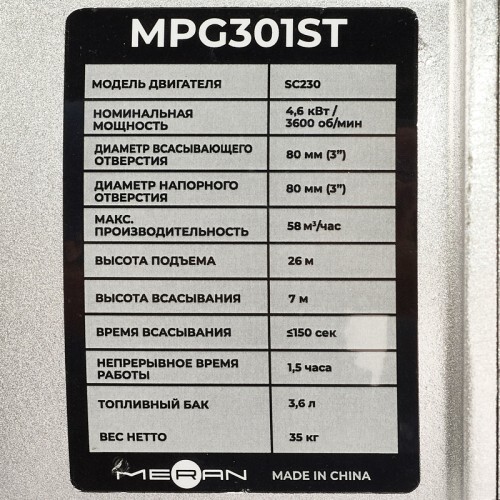 MPG301ST
МОДЕЛЬ ДВИГАТЕЛЯ SC230
НОМИНАЛЬНАЯ МОЩНОСТЬ 4,6 кВт / 3600 об/мин
ДИАМЕТР ВСАСЫВАЮЩЕГО ОТВЕРСТИЯ 80 мм (3")
ДИАМЕТР НАПОРНОГО ОТВЕРСТИЯ 80 мм (3")
МАКС. ПРОИЗВОДИТЕЛЬНОСТЬ 58 м³/час
ВЫСОТА ПОДЪЕМА 26 м
ВЫСОТА ВСАСЫВАНИЯ 7 м
ВРЕМЯ ВСАСЫВАНИЯ ≤150 сек
НЕПРЕРЫВНОЕ ВРЕМЯ РАБОТЫ 1,5 часа
ТОПЛИВНЫЙ БАК 3,6 л
ВЕС НЕТТО 35 кг
MERAN MADE IN CHINA